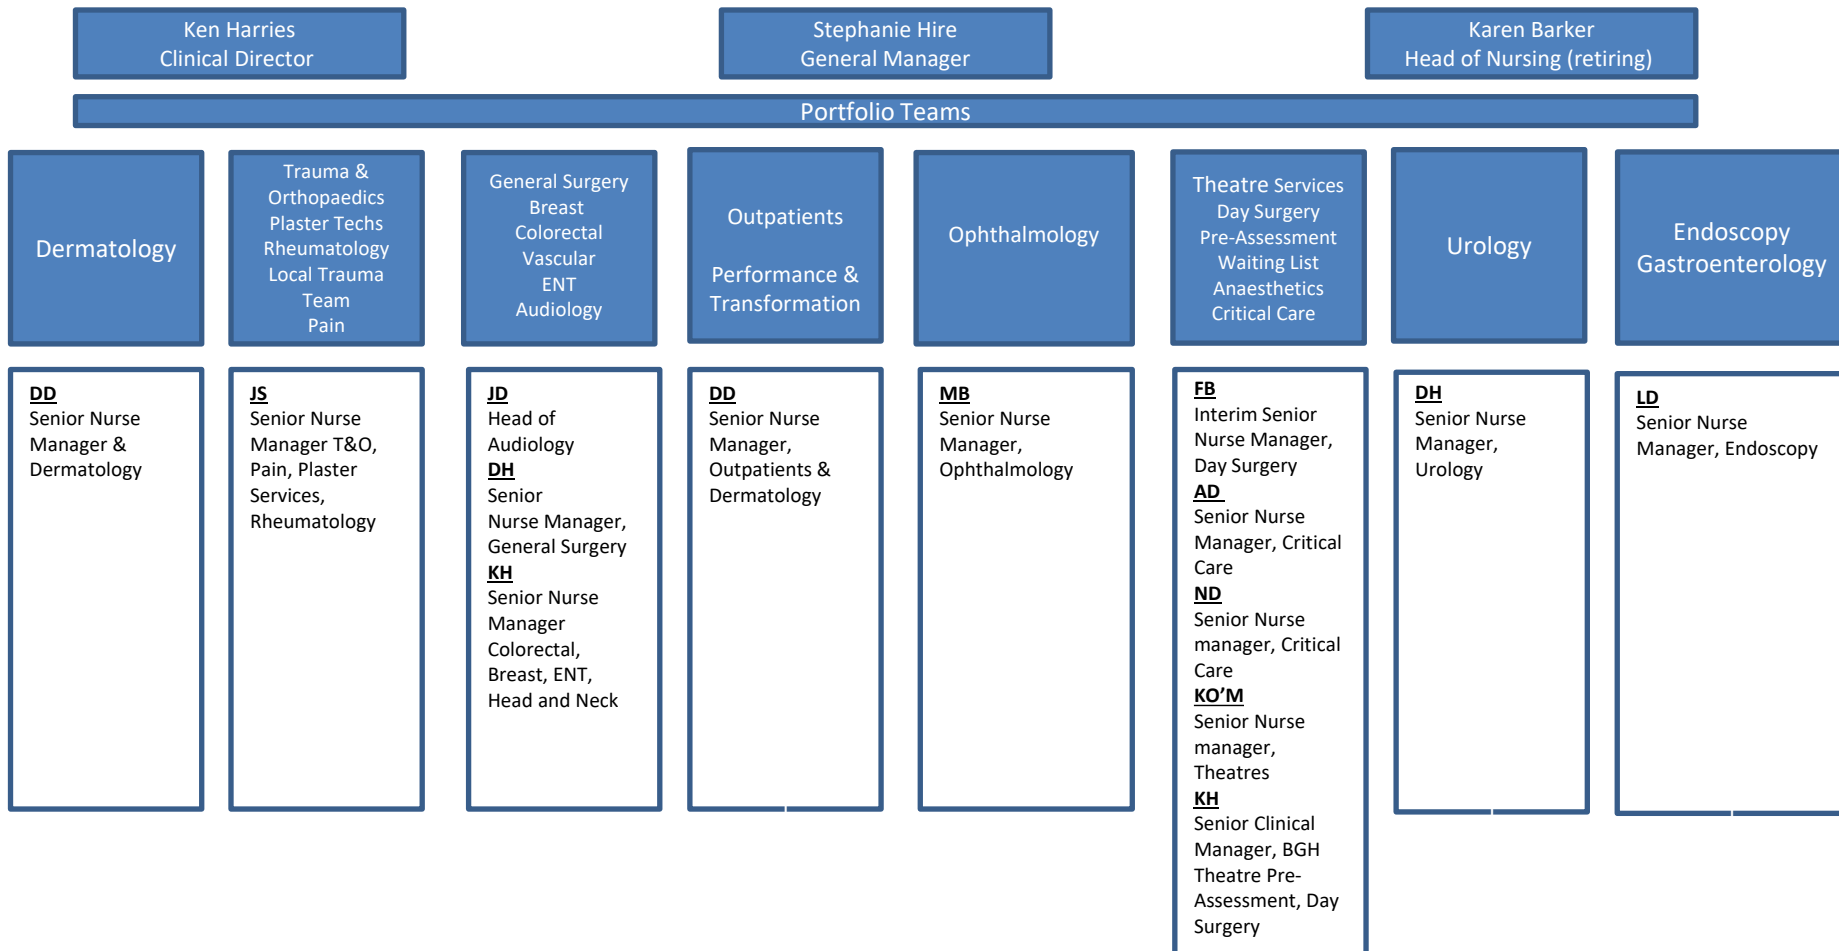 Ken Harries
Clinical Director
Stephanie Hire
General Manager
Karen Barker
Head of Nursing (retiring)
Portfolio Teams
Dermatology
Trauma &
Orthopaedics
Plaster Techs
Rheumatology
Local Trauma
Team
Pain
General Surgery
Breast
Colorectal
Vascular
ENT
Audiology
Outpatients
Performance &
Transformation
Ophthalmology
Theatre Services
Day Surgery
Pre-Assessment
Waiting List
Anaesthetics
Critical Care
Urology
Endoscopy
Gastroenterology
DD
Senior Nurse
Manager &
Dermatology
JS
Senior Nurse
Manager T&O,
Pain, Plaster
Services,
Rheumatology
JD
Head of
Audiology
DH
Senior
Nurse Manager,
General Surgery
KH
Senior Nurse
Manager
Colorectal,
Breast, ENT,
Head and Neck
DD
Senior Nurse
Manager,
Outpatients &
Dermatology
MB
Senior Nurse
Manager,
Ophthalmology
FB
Interim Senior
Nurse Manager,
Day Surgery
AD
Senior Nurse
Manager, Critical
Care
ND
Senior Nurse
manager, Critical
Care
KO’M
Senior Nurse
manager,
Theatres
KH
Senior Clinical
Manager, BGH
Theatre Pre-
Assessment, Day
Surgery
DH
Senior Nurse
Manager,
Urology
LD
Senior Nurse
Manager, Endoscopy